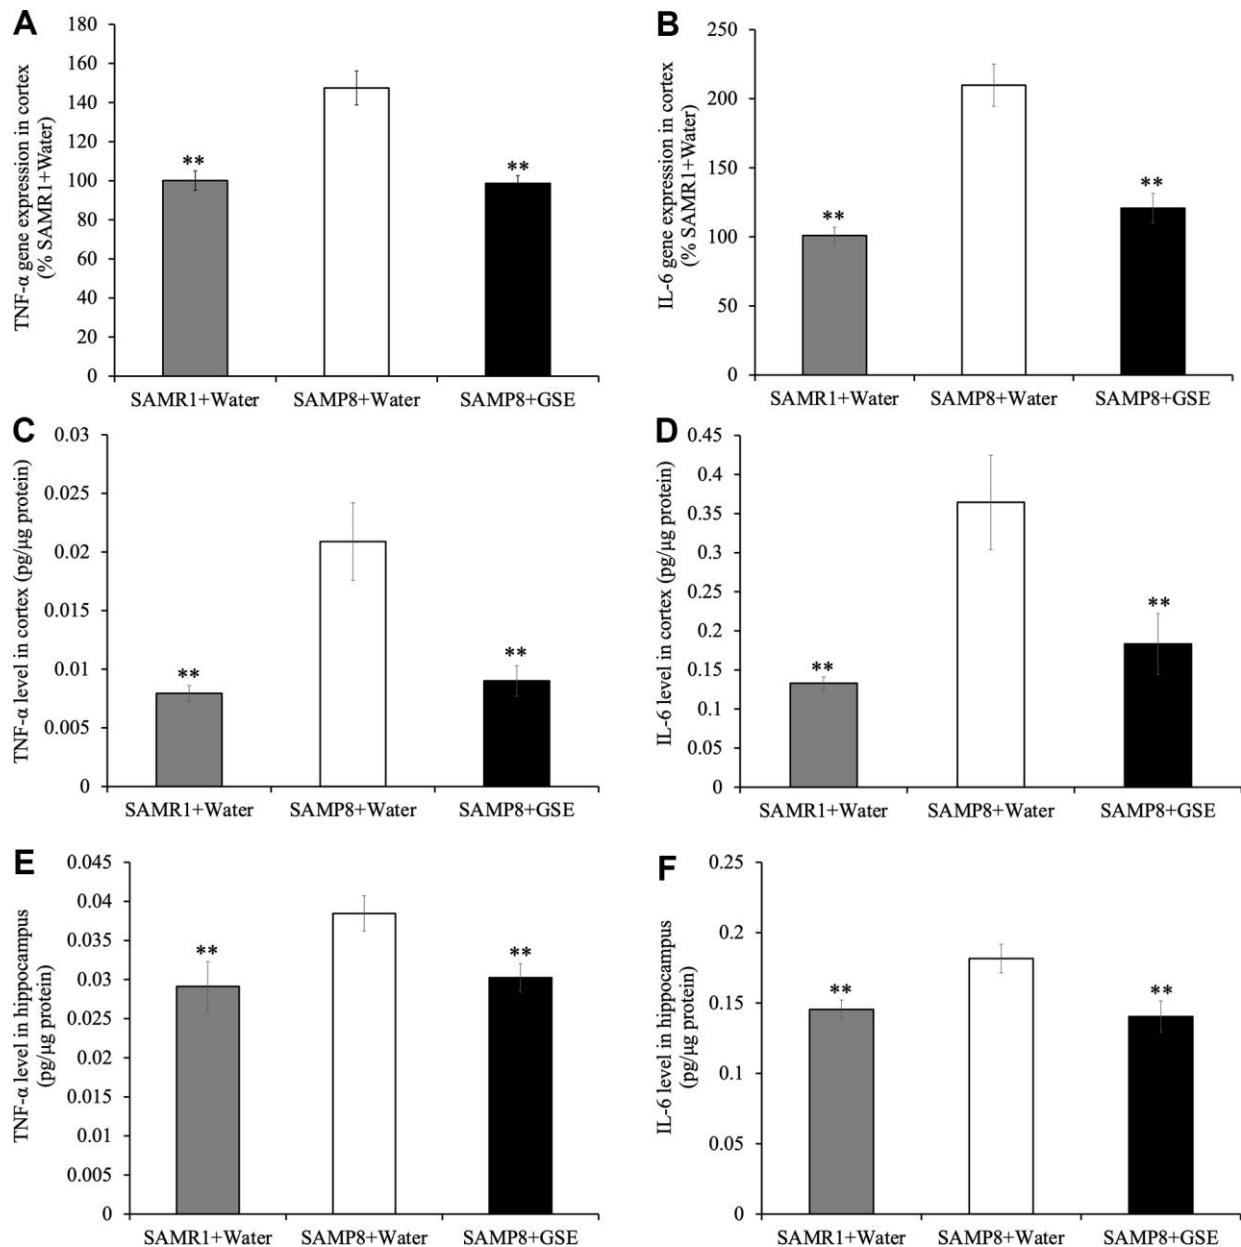 A
TNF-α gene expression in cortex
(% SAMR1+Water)
180
160
140
120
100
80
60
40
20
0
**
**
SAMR1+Water SAMP8+Water SAMP8+GSE
B
IL-6 gene expression in cortex
(% SAMR1+Water)
250
200
150
100
50
0
**
**
SAMR1+Water SAMP8+Water SAMP8+GSE
C
TNF-α level in cortex (pg/μg protein)
0.03
0.025
0.02
0.015
0.01
0.005
0
**
**
SAMR1+Water SAMP8+Water SAMP8+GSE
D
IL-6 level in cortex (pg/μg protein)
0.45
0.4
0.35
0.3
0.25
0.2
0.15
0.1
0.05
0
**
**
SAMR1+Water SAMP8+Water SAMP8+GSE
E
TNF-α level in hippocampus
(pg/μg protein)
0.045
0.04
0.035
0.03
0.025
0.02
0.015
0.01
0.005
0
**
**
SAMR1+Water SAMP8+Water SAMP8+GSE
F
IL-6 level in hippocampus
(pg/μg protein)
0.25
0.2
0.15
0.1
0.05
0
**
**
SAMR1+Water SAMP8+Water SAMP8+GSE